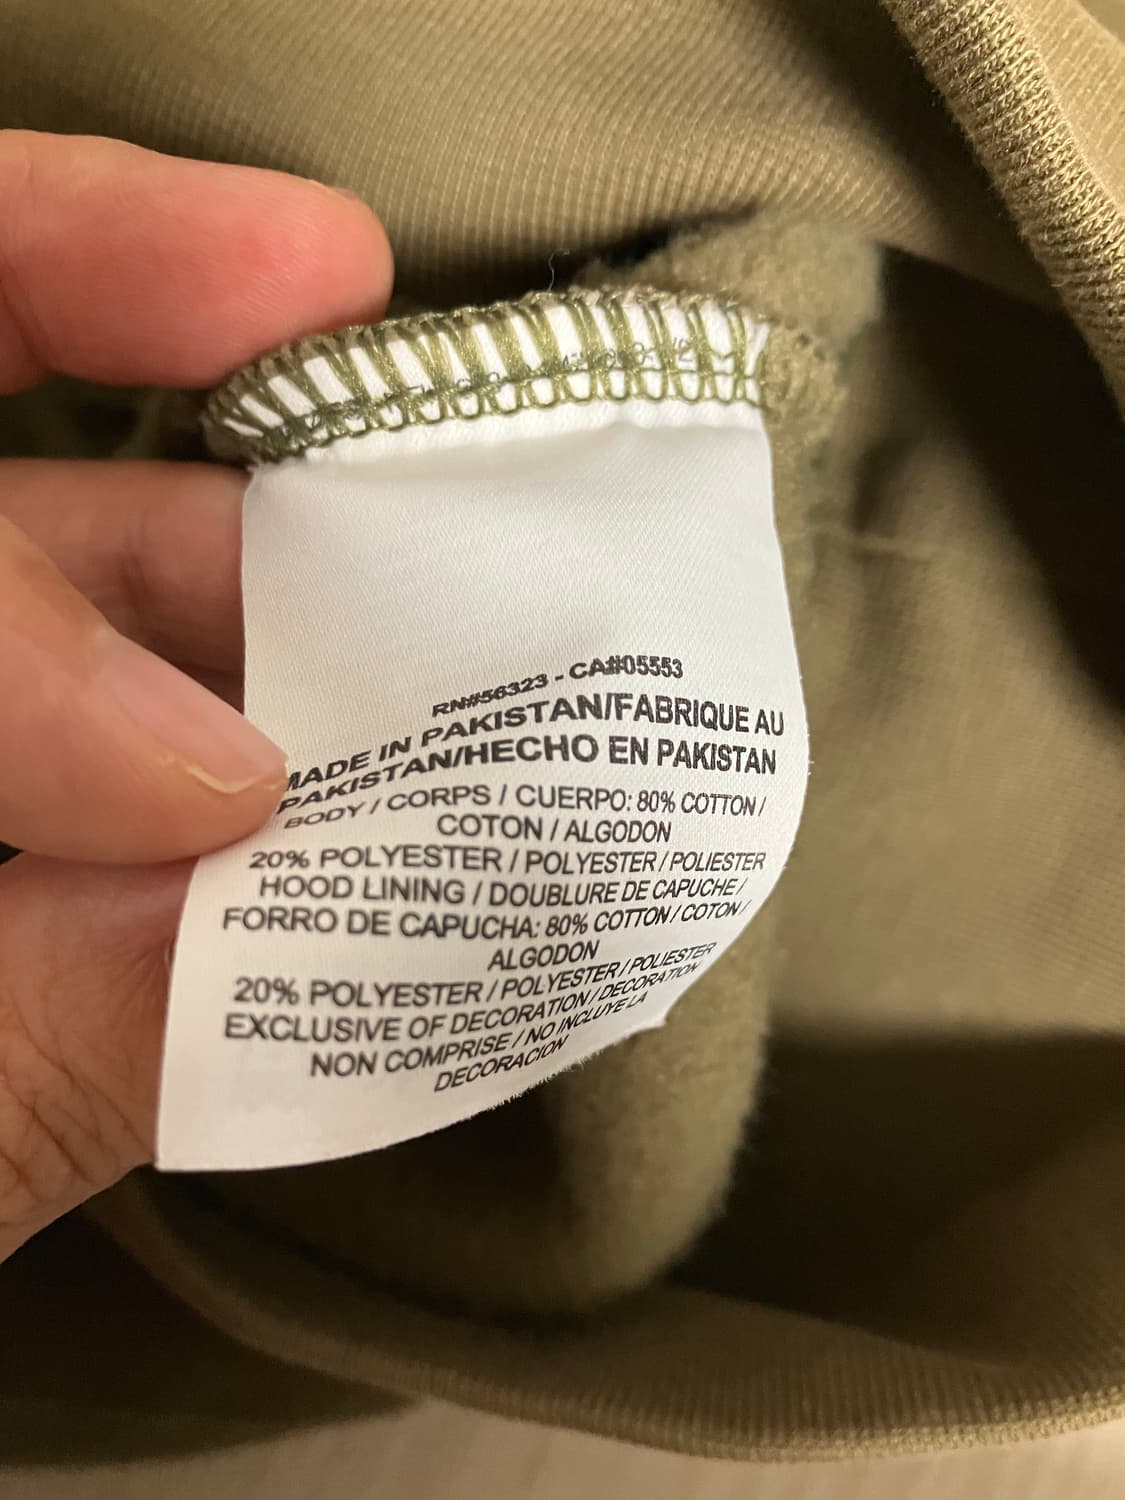 RN#56323 - CA#05553
MADE IN PAKISTAN/FABRIQUE AU
PAKISTAN/HECHO EN PAKISTAN
BODY / CORPS / CUERPO: 80% COTTON /
COTON / ALGODON
20% POLYESTER / POLYESTER / POLIESTER
HOOD LINING / DOUBLURE DE CAPUCHE /
FORRO DE CAPUCHA: 80% COTTON / COTON /
ALGODON
20% POLYESTER / POLYESTER / POLIESTER
EXCLUSIVE OF DECORATION / DECORATION
NON COMPRISE / NO INCLUYE LA
DECORACION